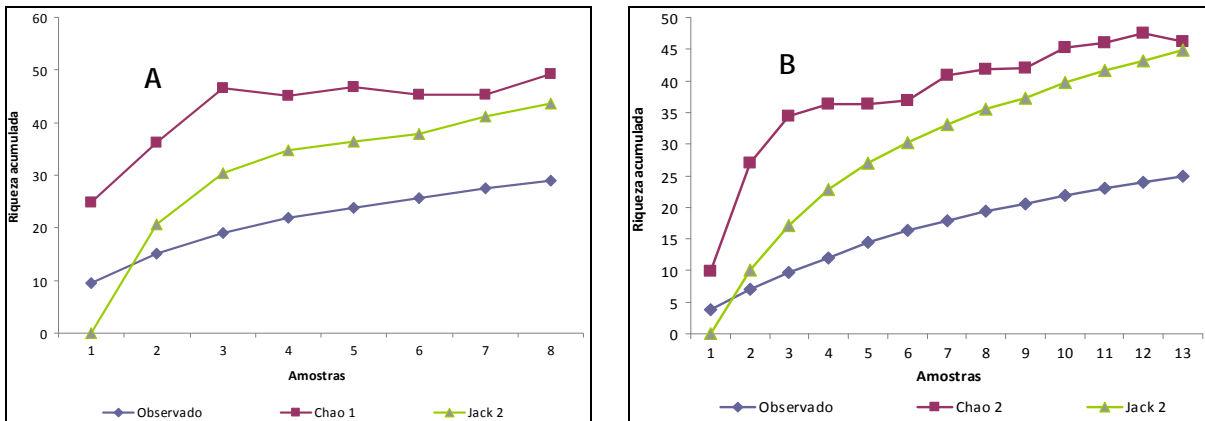 A
Riqueza acumulada
60
50
40
30
20
10
0
1 2 3 4 5 6 7 8
Amostras
Observado Chao 1 Jack 2
B
Riqueza acumulada
50
45
40
35
30
25
20
15
10
5
0
1 2 3 4 5 6 7 8 9 10 11 12 13
Amostras
Observado Chao 2 Jack 2